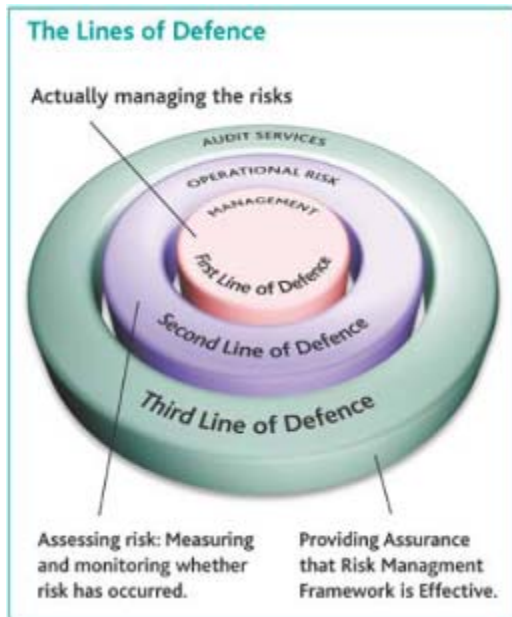 The Lines of Defence
Actually managing the risks
AUDIT SERVICES
OPERATIONAL RISK
MANAGEMENT
First Line of Defence
Second Line of Defence
Third Line of Defence
Assessing risk: Measuring
and monitoring whether
risk has occurred.
Providing Assurance
that Risk Managment
Framework is Effective.